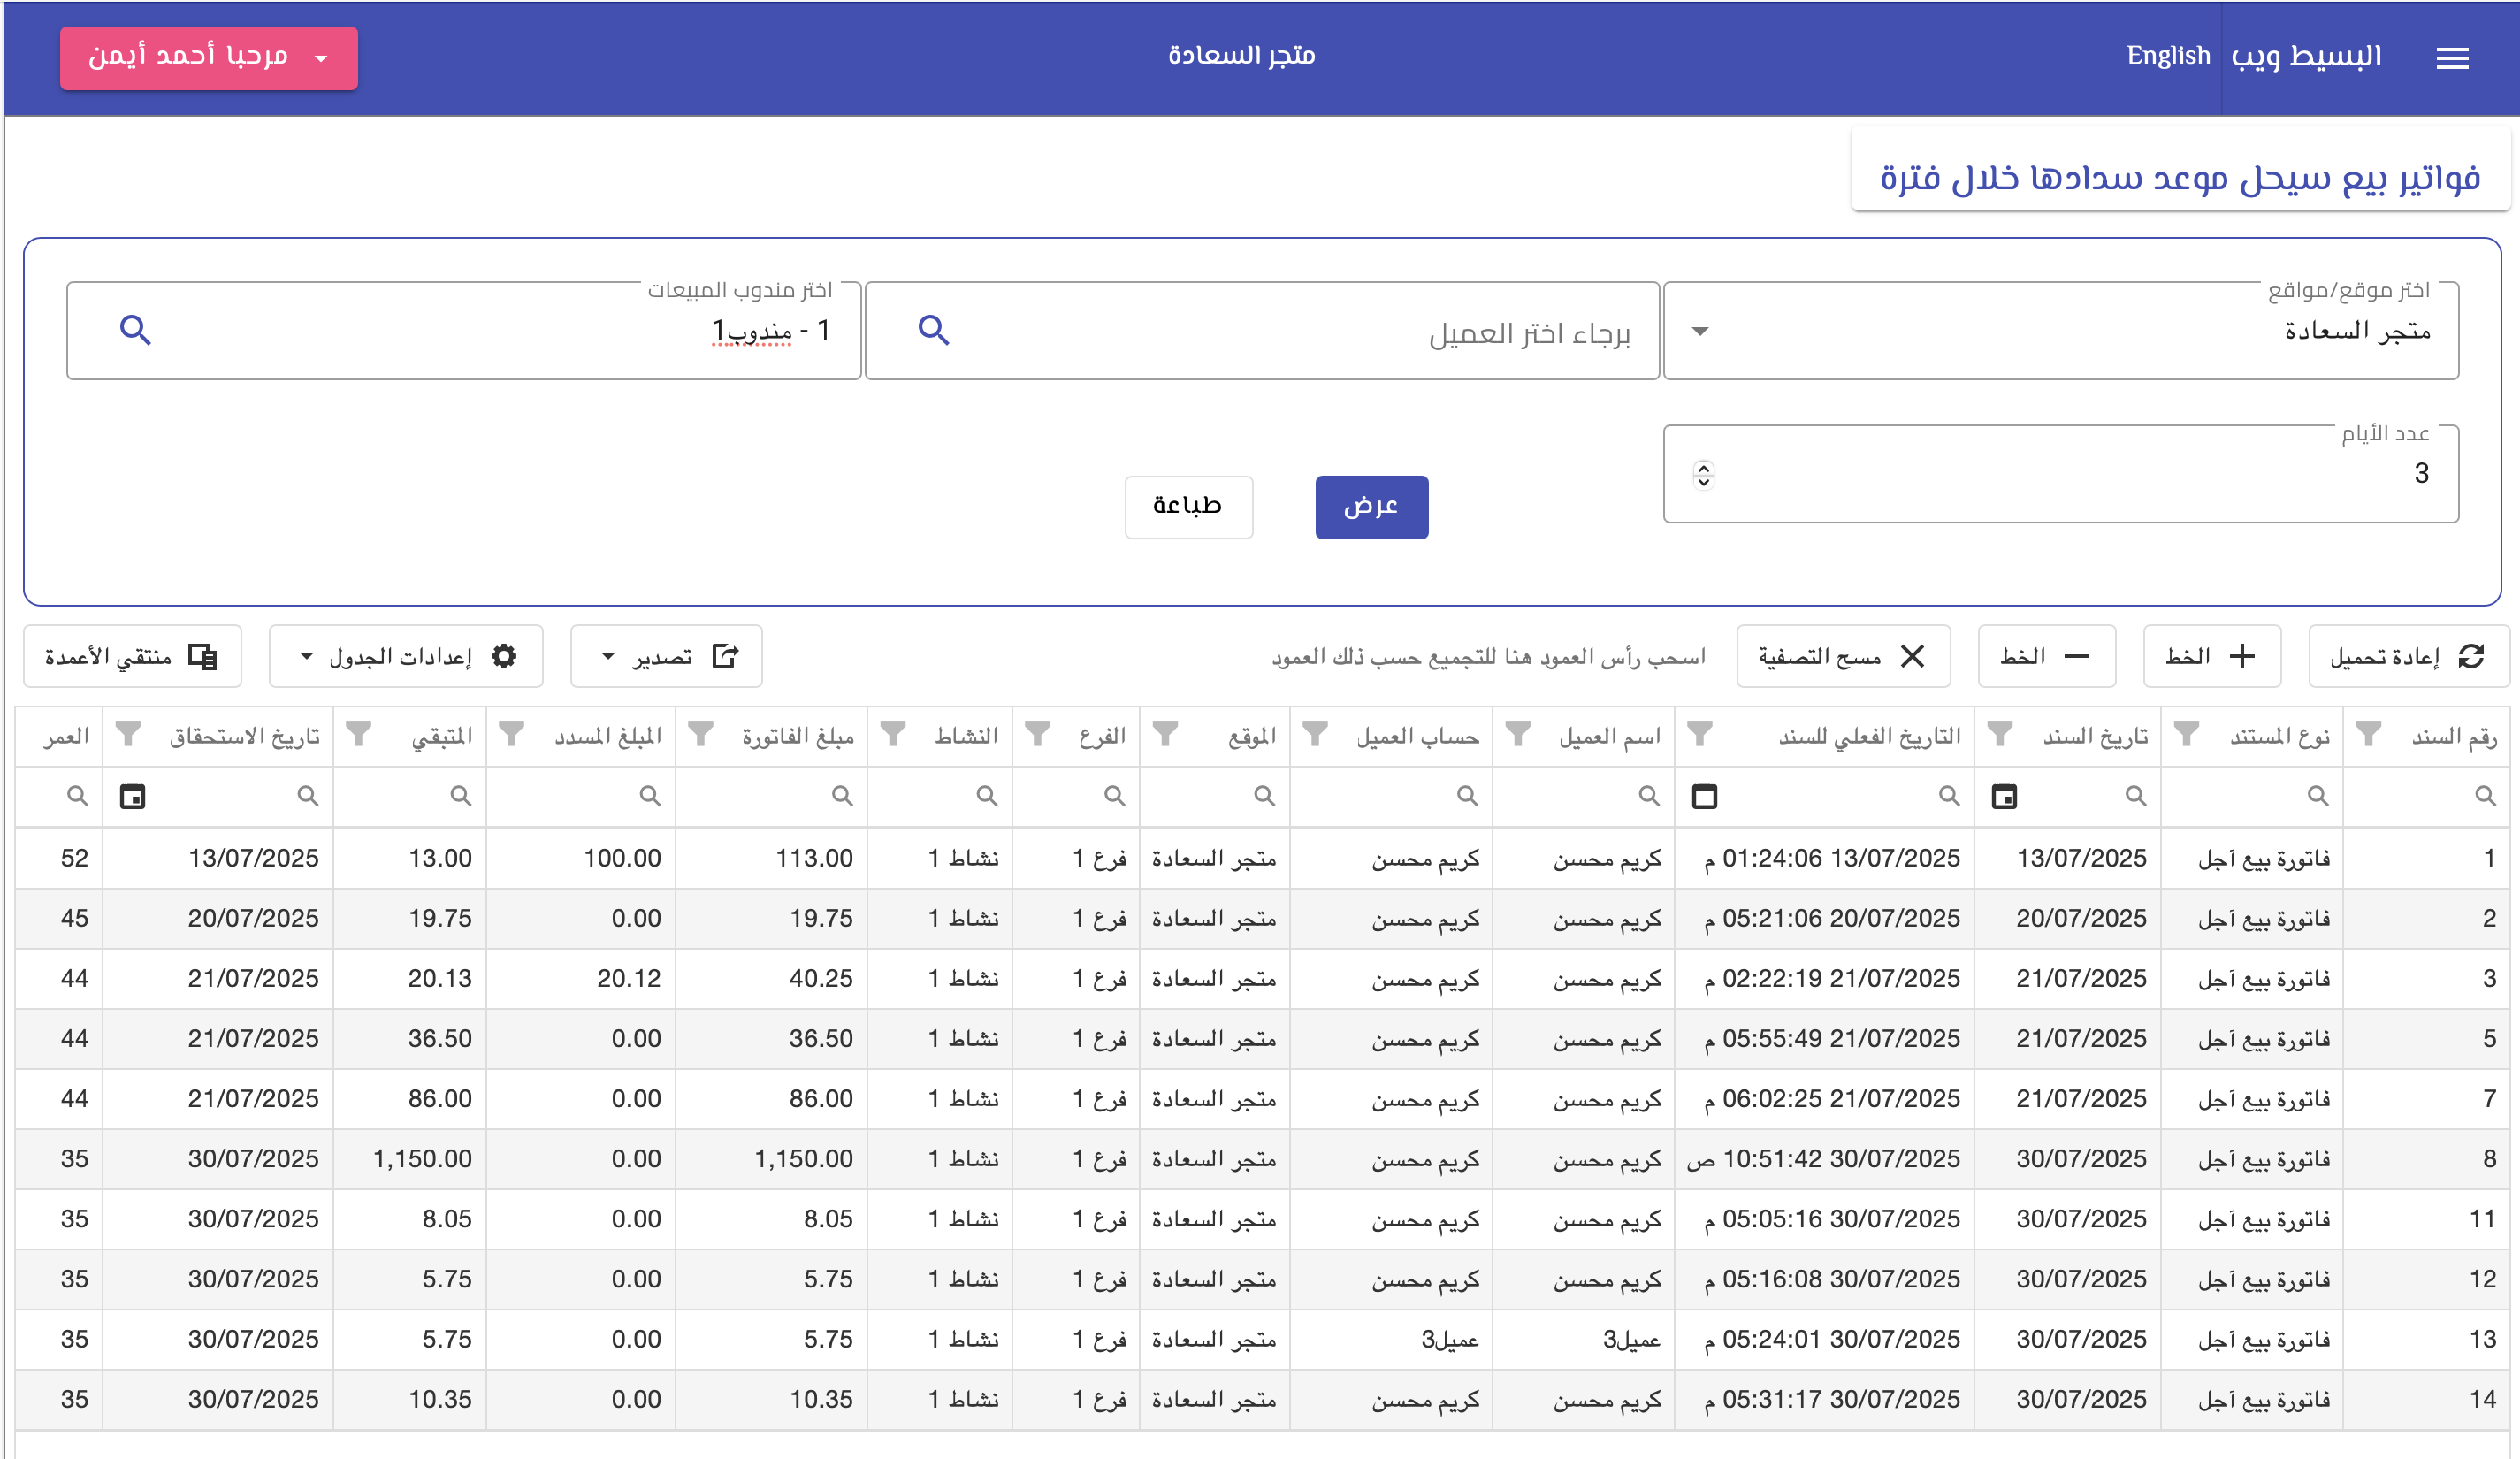 البسيط ويب English متجر السعادة مرحبا أحمد أيمن
فواتير بيع سيحل موعد سدادها خلال فترة
اختر موقع/مواقع اختر مندوب المبيعات
متجر السعادة برجاء اختر العميل 1 - مندوب1
عدد الأيام
3
عرض طباعة
إعادة تحميل الخط الخط مسح التصفية اسحب رأس العمود هنا للتجميع حسب ذلك العمود تصدير إعدادات الجدول منتقي الأعمدة
رقم السند نوع المستند تاريخ السند التاريخ الفعلي للسند اسم العميل حساب العميل الموقع الفرع النشاط مبلغ الفاتورة المبلغ المسدد المتبقي تاريخ الاستحقاق العمر
1 فاتورة بيع آجل 13/07/2025 13/07/2025 01:24:06 م كريم محسن كريم محسن متجر السعادة فرع 1 نشاط 1 113.00 100.00 13.00 13/07/2025 52
2 فاتورة بيع آجل 20/07/2025 20/07/2025 05:21:06 م كريم محسن كريم محسن متجر السعادة فرع 1 نشاط 1 19.75 0.00 19.75 20/07/2025 45
3 فاتورة بيع آجل 21/07/2025 21/07/2025 02:22:19 م كريم محسن كريم محسن متجر السعادة فرع 1 نشاط 1 40.25 20.12 20.13 21/07/2025 44
5 فاتورة بيع آجل 21/07/2025 21/07/2025 05:55:49 م كريم محسن كريم محسن متجر السعادة فرع 1 نشاط 1 36.50 0.00 36.50 21/07/2025 44
7 فاتورة بيع آجل 21/07/2025 21/07/2025 06:02:25 م كريم محسن كريم محسن متجر السعادة فرع 1 نشاط 1 86.00 0.00 86.00 21/07/2025 44
8 فاتورة بيع آجل 30/07/2025 30/07/2025 10:51:42 ص كريم محسن كريم محسن متجر السعادة فرع 1 نشاط 1 1,150.00 0.00 1,150.00 30/07/2025 35
11 فاتورة بيع آجل 30/07/2025 30/07/2025 05:05:16 م كريم محسن كريم محسن متجر السعادة فرع 1 نشاط 1 8.05 0.00 8.05 30/07/2025 35
12 فاتورة بيع آجل 30/07/2025 30/07/2025 05:16:08 م كريم محسن كريم محسن متجر السعادة فرع 1 نشاط 1 5.75 0.00 5.75 30/07/2025 35
13 فاتورة بيع آجل 30/07/2025 30/07/2025 05:24:01 م عميل3 عميل3 متجر السعادة فرع 1 نشاط 1 5.75 0.00 5.75 30/07/2025 35
14 فاتورة بيع آجل 30/07/2025 30/07/2025 05:31:17 م كريم محسن كريم محسن متجر السعادة فرع 1 نشاط 1 10.35 0.00 10.35 30/07/2025 35